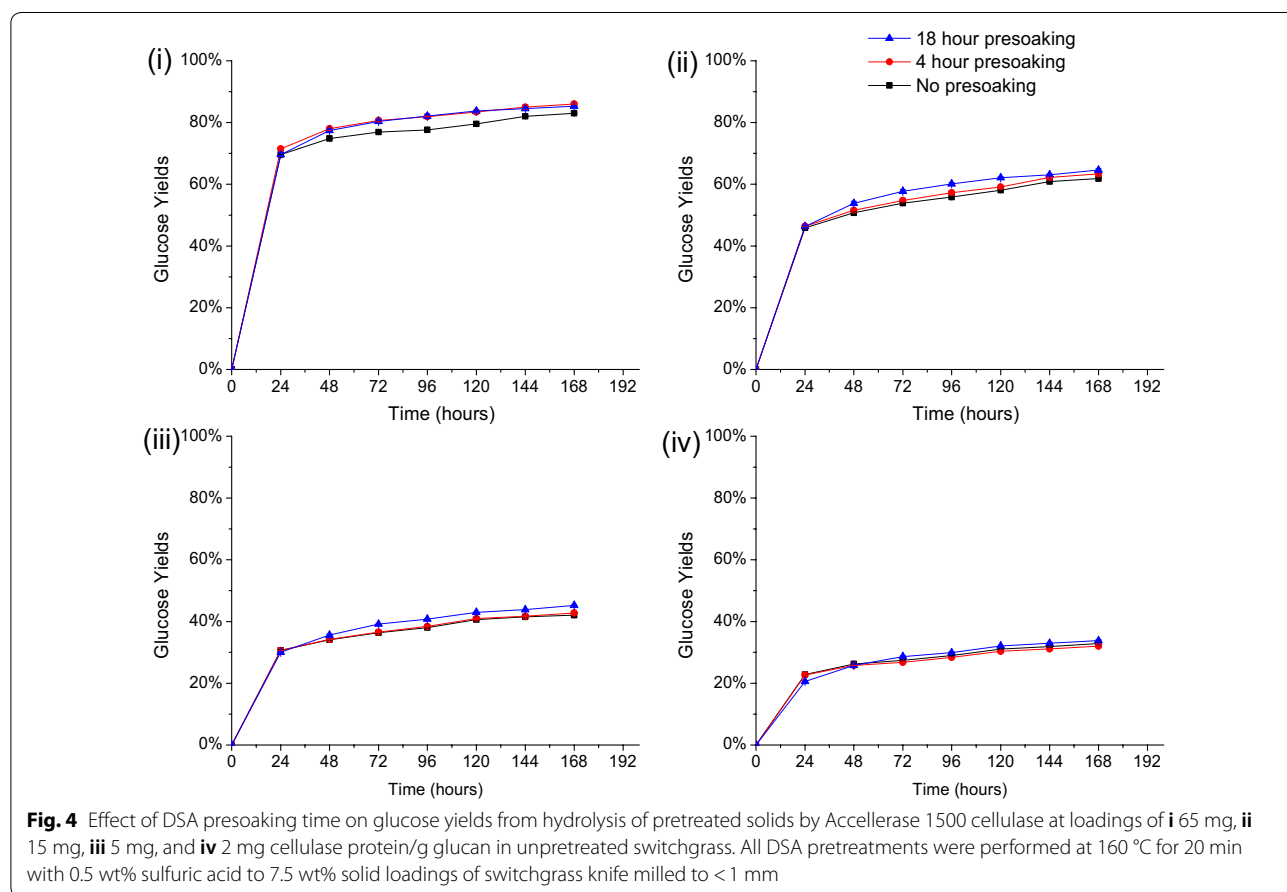 18 hour presoaking
4 hour presoaking
No presoaking
(i)
100%
80%
60%
40%
20%
0%
Glucose Yields
0 24 48 72 96 120 144 168 192
Time (hours)
(ii)
100%
80%
60%
40%
20%
0%
Glucose Yields
0 24 48 72 96 120 144 168 192
Time (hours)
(iii)
100%
80%
60%
40%
20%
0%
Glucose Yields
0 24 48 72 96 120 144 168 192
Time (hours)
(iv)
100%
80%
60%
40%
20%
0%
Glucose Yields
0 24 48 72 96 120 144 168 192
Time (hours)
Fig. 4 Effect of DSA presoaking time on glucose yields from hydrolysis of pretreated solids by Accellerase 1500 cellulase at loadings of i 65 mg, ii
15 mg, iii 5 mg, and iv 2 mg cellulase protein/g glucan in unpretreated switchgrass. All DSA pretreatments were performed at 160 °C for 20 min
with 0.5 wt% sulfuric acid to 7.5 wt% solid loadings of switchgrass knife milled to < 1 mm